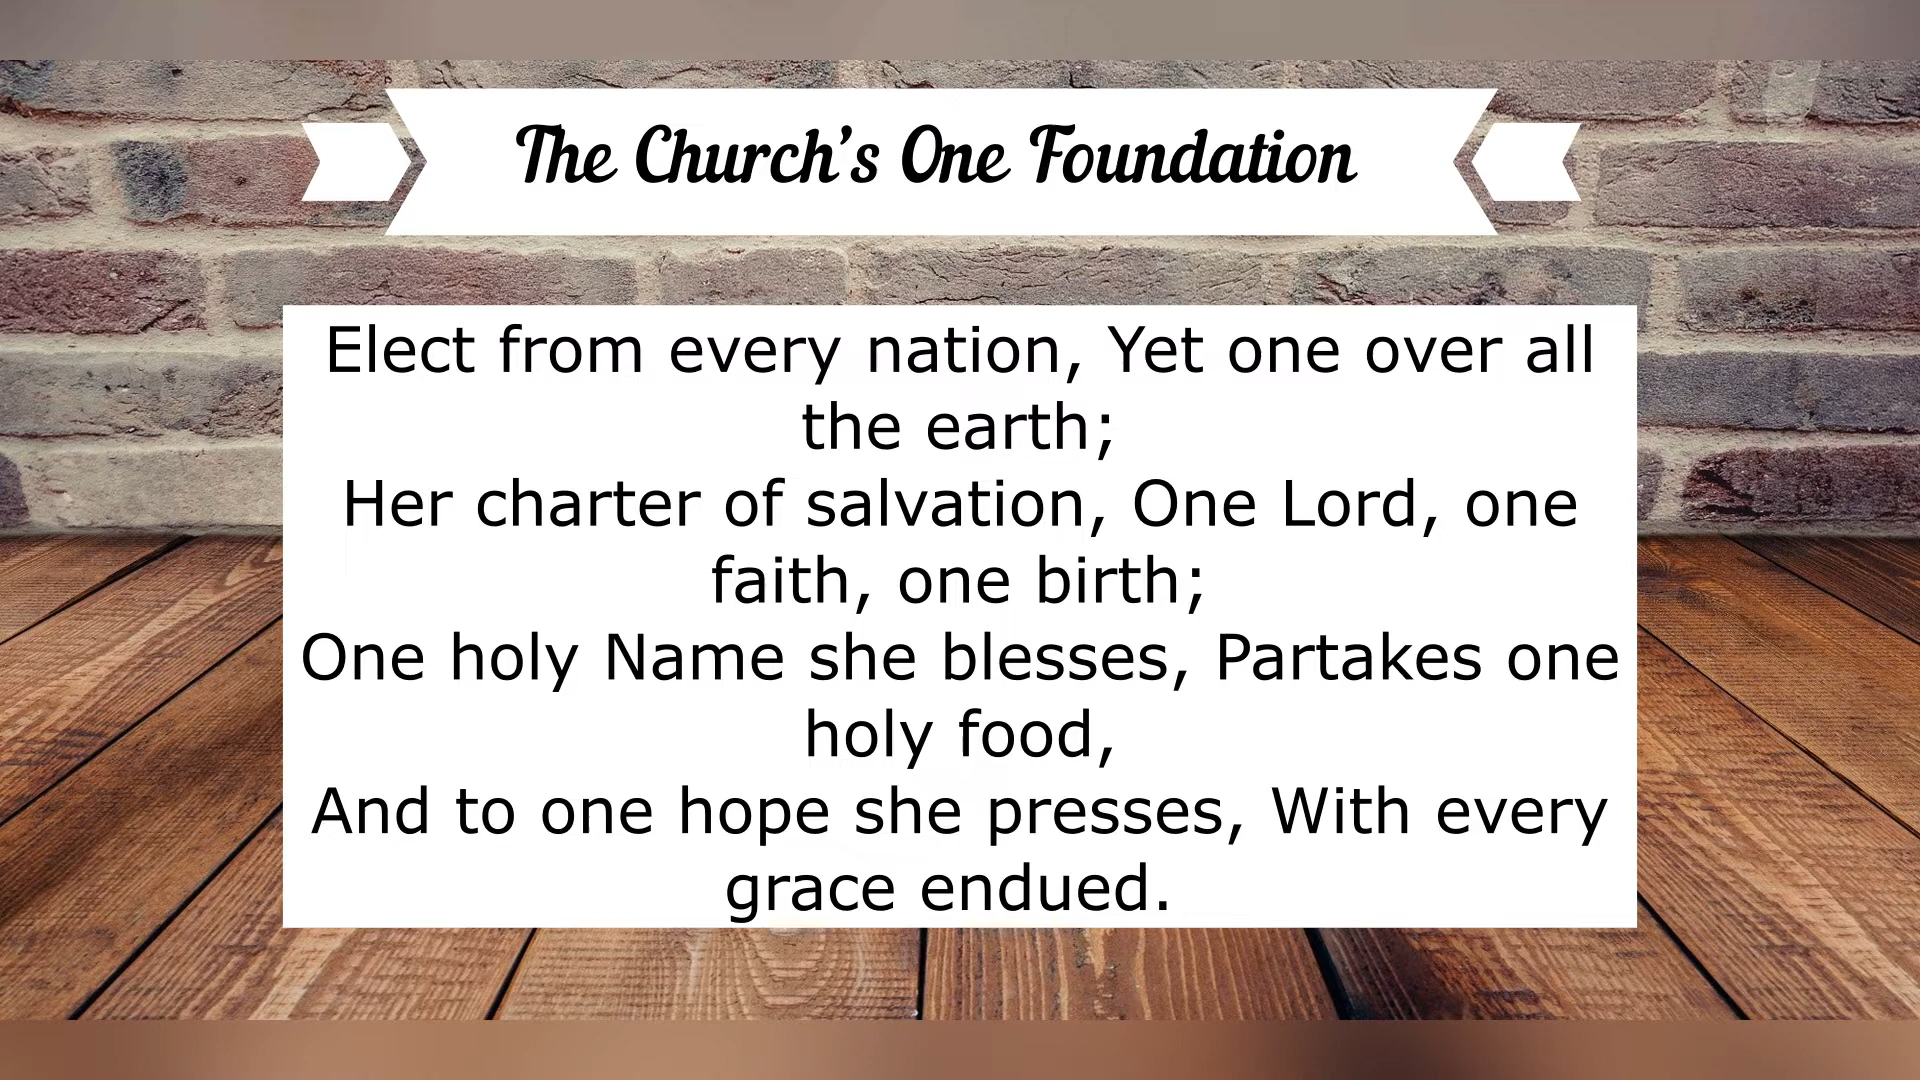 The Church’s One Foundation
Elect from every nation, Yet one over all
the earth;
Her charter of salvation, One Lord, one
faith, one birth;
One holy Name she blesses, Partakes one
holy food,
And to one hope she presses, With every
grace endued.